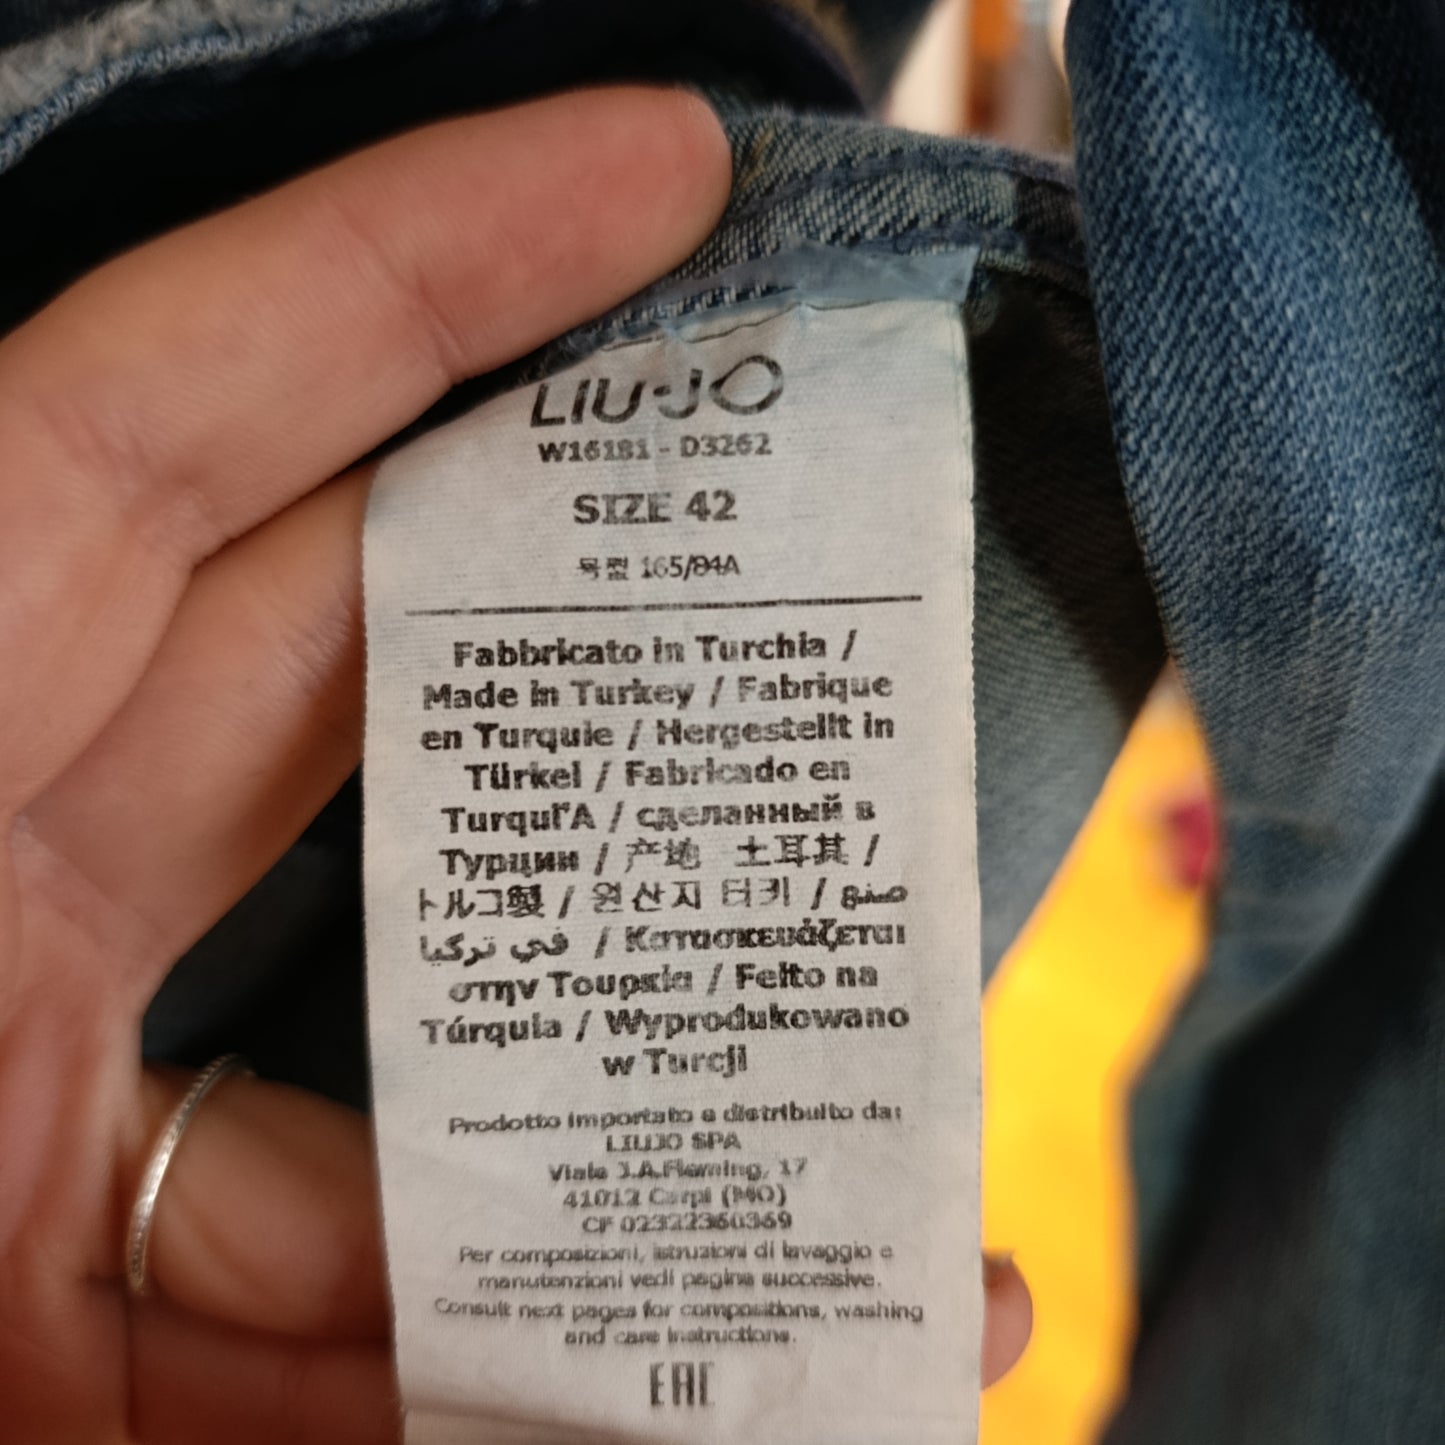 LIU·JO
W16181 - D3262
SIZE 42
165/84A
Fabbricato in Turchia /
Made in Turkey / Fabrique
en Turquie / Hergestellt in
Türkei / Fabricado en
Turquí'A / сделанный в
Турции / 产地 土耳其 /
トルコ製 / 원산지 터키 / صنع
في تركيا / Κατασκευάζεται
στην Τουρκία / Feito na
Túrquia / Wyprodukowano
w Turcji
Prodotto importato e distribuito da:
LIUJO SPA
Viale J.A.Fleming, 17
41012 Carpi (MO)
CF 02322360369
Per composizioni, istruzioni di lavaggio e
manutenzioni vedi pagine successive.
Consult next pages for compositions, washing
and care instructions.
EAC